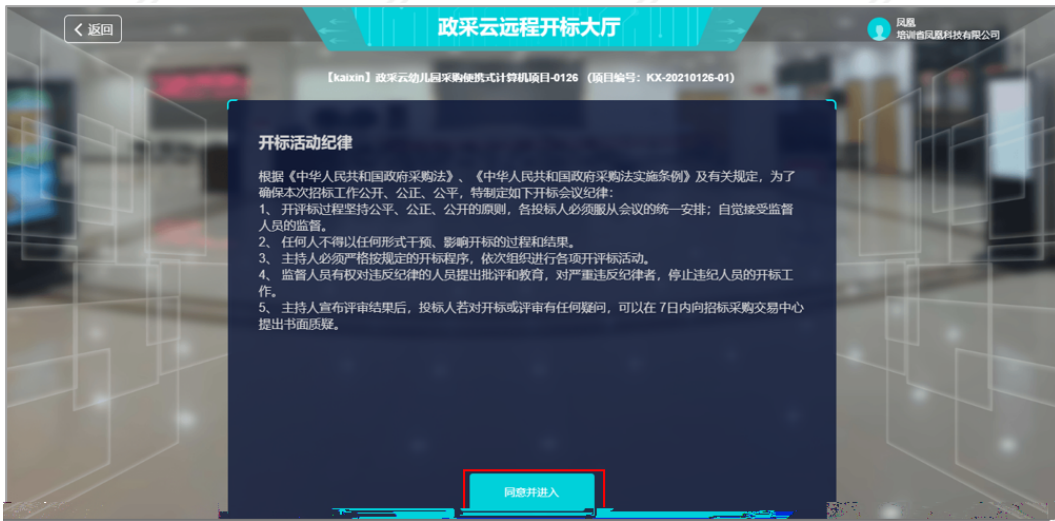 返回
政采云远程开标大厅
凤凰
培训省凤凰科技有限公司
【kaixin】政采云幼儿园采购便携式计算机项目-0126 （项目编号：KX-20210126-01）
开标活动纪律
根据《中华人民共和国政府采购法》、《中华人民共和国政府采购法实施条例》及有关规定，为了
确保本次招标工作公开、公正、公平，特制定如下开标会议纪律：
1、 开评标过程坚持公平、公正、公开的原则，各投标人必须服从会议的统一安排；自觉接受监督
人员的监督。
2、 任何人不得以任何形式干预、影响开标的过程和结果。
3、 主持人必须严格按规定的开标程序，依次组织进行各项开评标活动。
4、 监督人员有权对违反纪律的人员提出批评和教育，对严重违反纪律者，停止违纪人员的开标工
作。
5、 主持人宣布评审结果后，投标人若对开标或评审有任何疑问，可以在 7日内向招标采购交易中心
提出书面质疑。
同意并进入